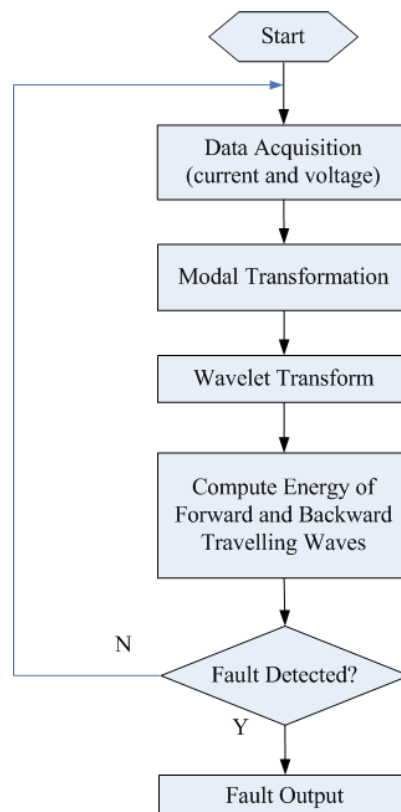 Start
Data Acquisition
(current and voltage)
Modal Transformation
Wavelet Transform
Compute Energy of
Forward and Backward
Travelling Waves
N
Fault Detected?
Y
Fault Output